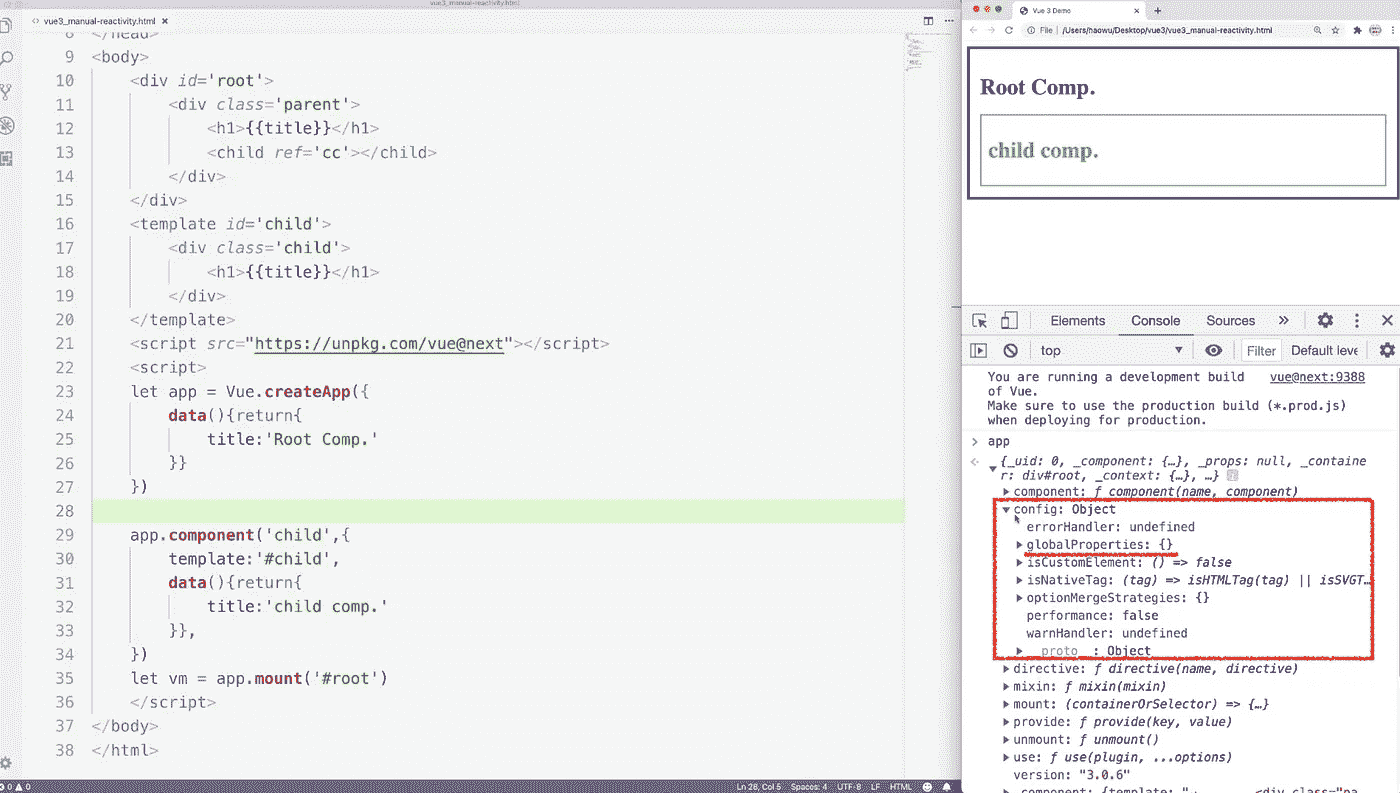 vue3_manual-reactivity.html
vue3_manual-reactivity.html
8 </head>
9 <body>
10 <div id='root'>
11 <div class='parent'>
12 <h1>{{title}}</h1>
13 <child ref='cc'></child>
14 </div>
15 </div>
16 <template id='child'>
17 <div class='child'>
18 <h1>{{title}}</h1>
19 </div>
20 </template>
21 <script src="https://unpkg.com/vue@next"></script>
22 <script>
23 let app = Vue.createApp({
24 data(){return{
25 title:'Root Comp.'
26 }}
27 })
28
29 app.component('child',{
30 template:'#child',
31 data(){return{
32 title:'child comp.'
33 }},
34 })
35 let vm = app.mount('#root')
36 </script>
37 </body>
38 </html>
0 0 Ln 28, Col 5 Spaces: 4 UTF-8 LF HTML
Vue 3 Demo
File /Users/haowu/Desktop/vue3/vue3_manual-reactivity.html
Root Comp.
child comp.
Elements Console Sources
top Filter Default leve
You are running a development build vue@next:9388
of Vue.
Make sure to use the production build (*.prod.js)
when deploying for production.
app
{_uid: 0, _component: {…}, _props: null, _containe
r: div#root, _context: {…}, …}
component: ƒ component(name, component)
config: Object
errorHandler: undefined
globalProperties: {}
isCustomElement: () => false
isNativeTag: (tag) => isHTMLTag(tag) || isSVGT…
optionMergeStrategies: {}
performance: false
warnHandler: undefined
__proto__: Object
directive: ƒ directive(name, directive)
mixin: ƒ mixin(mixin)
mount: (containerOrSelector) => {…}
provide: ƒ provide(key, value)
unmount: ƒ unmount()
use: ƒ use(plugin, ...options)
version: "3.0.6"
_component: {template: "↵ <div class="pa